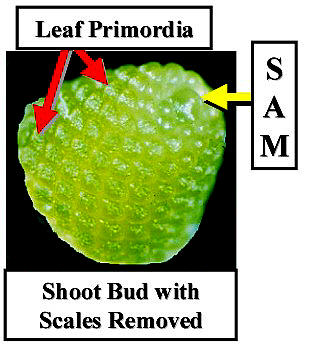 Leaf Primordia
S
A
M
Shoot Bud with
Scales Removed